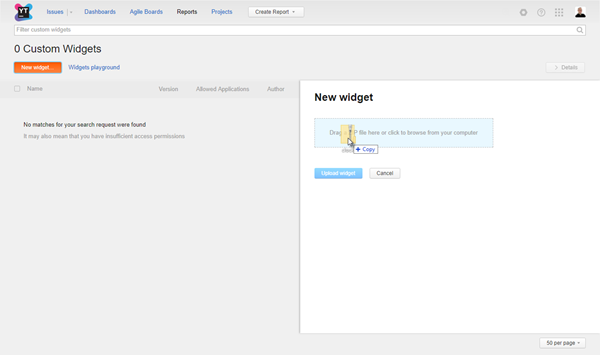 YT
Issues
Dashboards
Agile Boards
Reports
Projects
Create Report
Filter custom widgets
0 Custom Widgets
New widget...
Widgets playground
Details
Name
Version
Allowed Applications
Author
No matches for your search request were found
It may also mean that you have insufficient access permissions
New widget
Drag P file here or click to browse from your computer
+ Copy
Upload widget
Cancel
50 per page